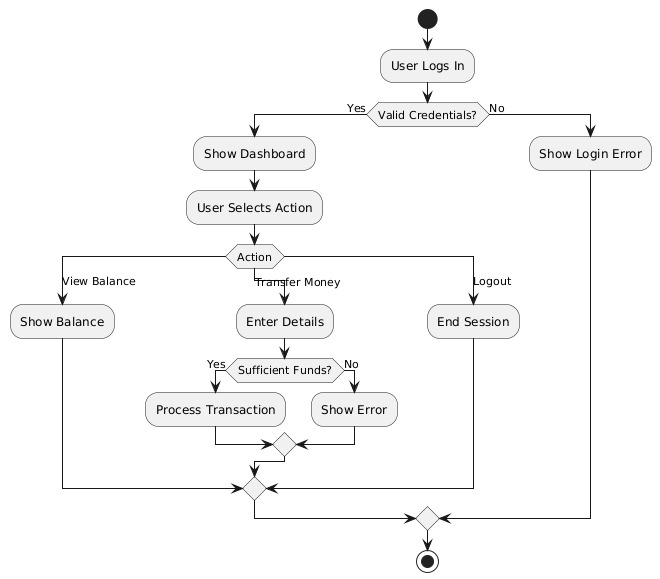 User Logs In
Yes
Valid Credentials?
No
Show Dashboard
Show Login Error
User Selects Action
Action
View Balance
Transfer Money
Logout
Show Balance
Enter Details
End Session
Yes
Sufficient Funds?
No
Process Transaction
Show Error